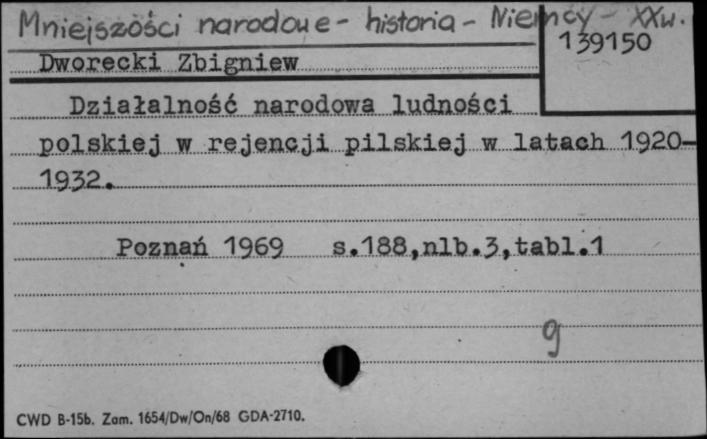 Mniejszości narodowe - historia - Niemcy - XXw.
139150
Dworecki Zbigniew
Działalność narodowa ludności
polskiej w rejencji pilskiej w latach 1920-
1932.
Poznań 1969 s.188,nlb.3,tabl.1
g
CWD B-15b. Zam. 1654/Dw/On/68 GDA-2710.